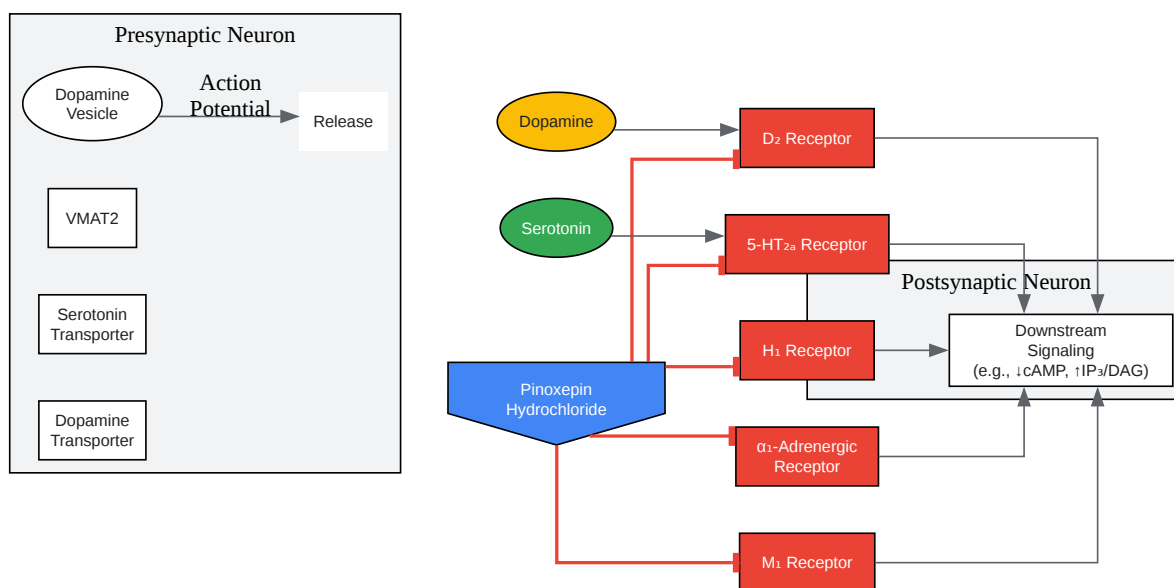 Presynaptic Neuron
Dopamine
Vesicle
Action
Potential
Release
VMAT2
Serotonin
Transporter
Dopamine
Transporter
Dopamine
D₂ Receptor
Serotonin
5-HT₂ₐ Receptor
Postsynaptic Neuron
H₁ Receptor
Downstream
Signaling
(e.g., ↓cAMP, ↑IP₃/DAG)
Pinoxepin
Hydrochloride
α₁-Adrenergic
Receptor
M₁ Receptor